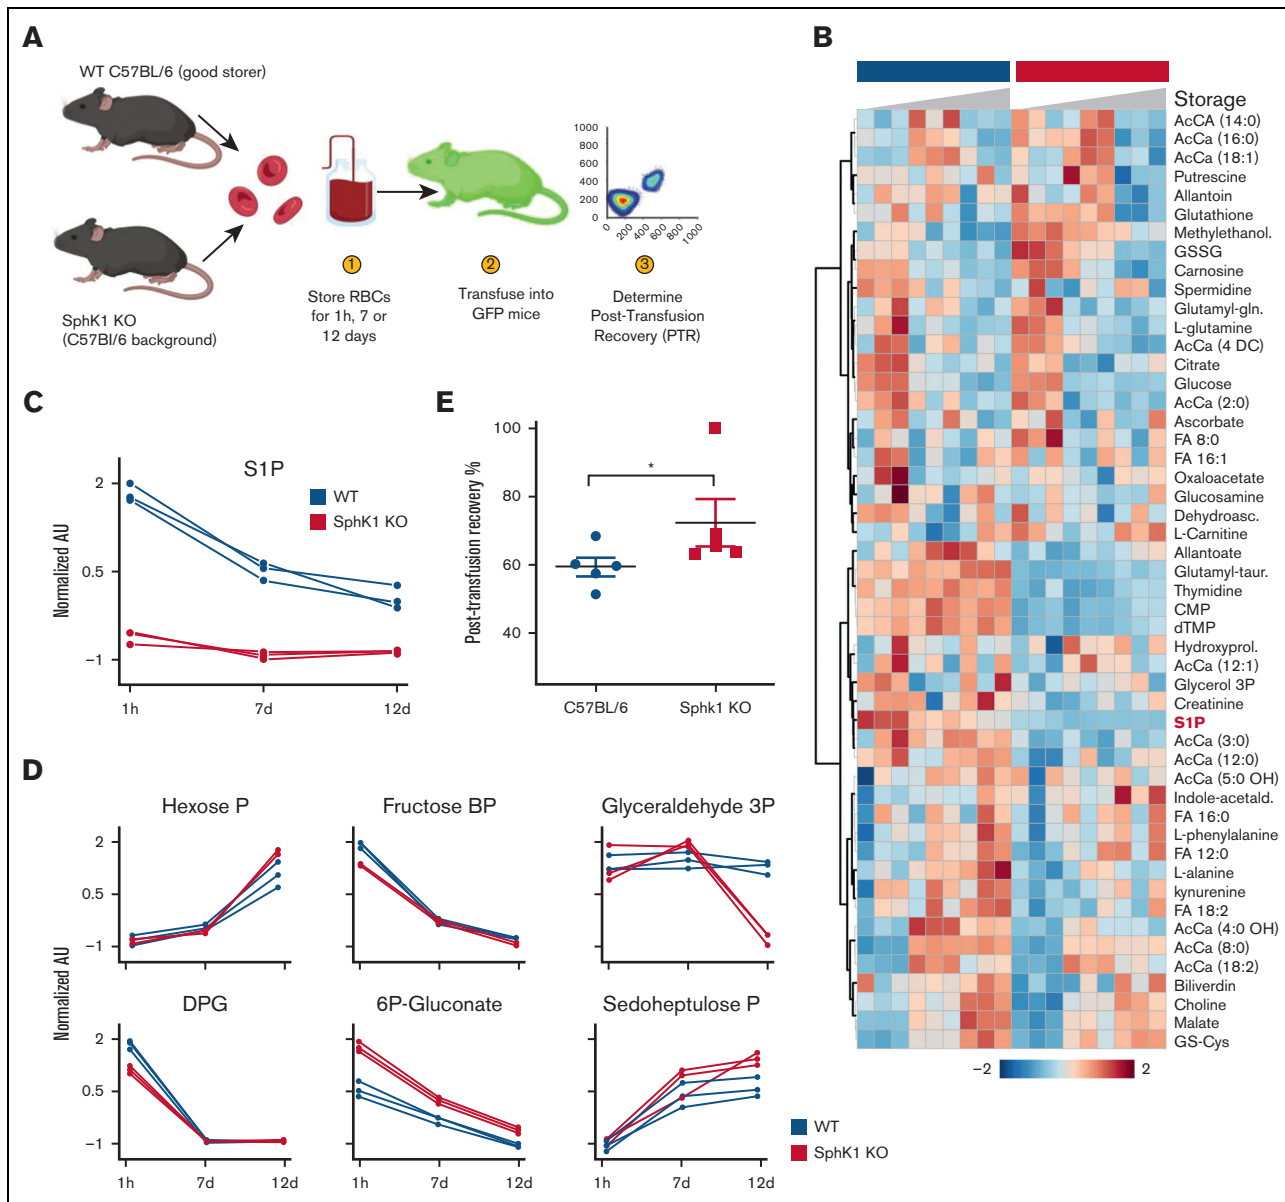 A
WT C57BL/6 (good storer)
SphK1 KO
(C57Bl/6 background)
1
Store RBCs
for 1h, 7 or
12 days
2
Transfuse into
GFP mice
1000
800
600
400
200
0
0
200
400
600
800
1000
3
Determine
Post-Transfusion
Recovery (PTR)
B
Storage
AcCA (14:0)
AcCa (16:0)
AcCa (18:1)
Putrescine
Allantoin
Glutathione
Methylethanol.
GSSG
Carnosine
Spermidine
Glutamyl-gln.
L-glutamine
AcCa (4 DC)
Citrate
Glucose
AcCa (2:0)
Ascorbate
FA 8:0
FA 16:1
Oxaloacetate
Glucosamine
Dehydroasc.
L-Carnitine
Allantoate
Glutamyl-taur.
Thymidine
CMP
dTMP
Hydroxyprol.
AcCa (12:1)
Glycerol 3P
Creatinine
S1P
AcCa (3:0)
AcCa (12:0)
AcCa (5:0 OH)
Indole-acetald.
FA 16:0
L-phenylalanine
FA 12:0
L-alanine
kynurenine
FA 18:2
AcCa (4:0 OH)
AcCa (8:0)
AcCa (18:2)
Biliverdin
Choline
Malate
GS-Cys
−2
2
C
S1P
WT
SphK1 KO
Normalized AU
2
0.5
−1
1h
7d
12d
E
Post-transfusion recovery %
100
80
60
40
*
C57BL/6
Sphk1 KO
D
Normalized AU
Hexose P
Fructose BP
Glyceraldehyde 3P
2
0.5
−1
DPG
6P-Gluconate
Sedoheptulose P
2
0.5
−1
1h
7d
12d
1h
7d
12d
1h
7d
12d
WT
SphK1 KO